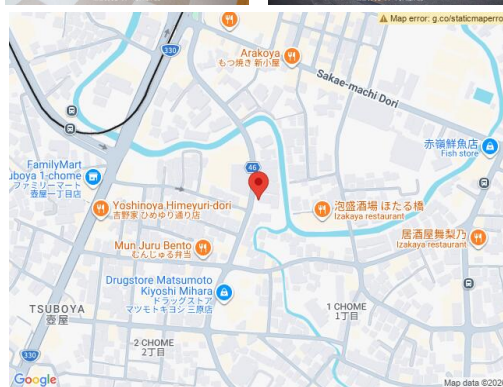 Map error: g.co/staticmaperro
330
Arakoya
もつ焼き 新小屋
Sakae-machi Dori
赤嶺鮮魚店
Fish store
46
FamilyMart
uboya 1-chome
ファミリーマート
壺屋一丁目店
Yoshinoya Himeyuri-dori
吉野家 ひめゆり通り店
泡盛酒場 ほたる橋
Izakaya restaurant
居酒屋舞梨乃
Izakaya restaurant
Mun Juru Bento
むんじゅる弁当
Drugstore Matsumoto
Kiyoshi Mihara
ドラッグストア
マツモトキヨシ 三原店
TSUBOYA
壺屋
1 CHOME
1丁目
2 CHOME
2丁目
330
Google
Map data ©202